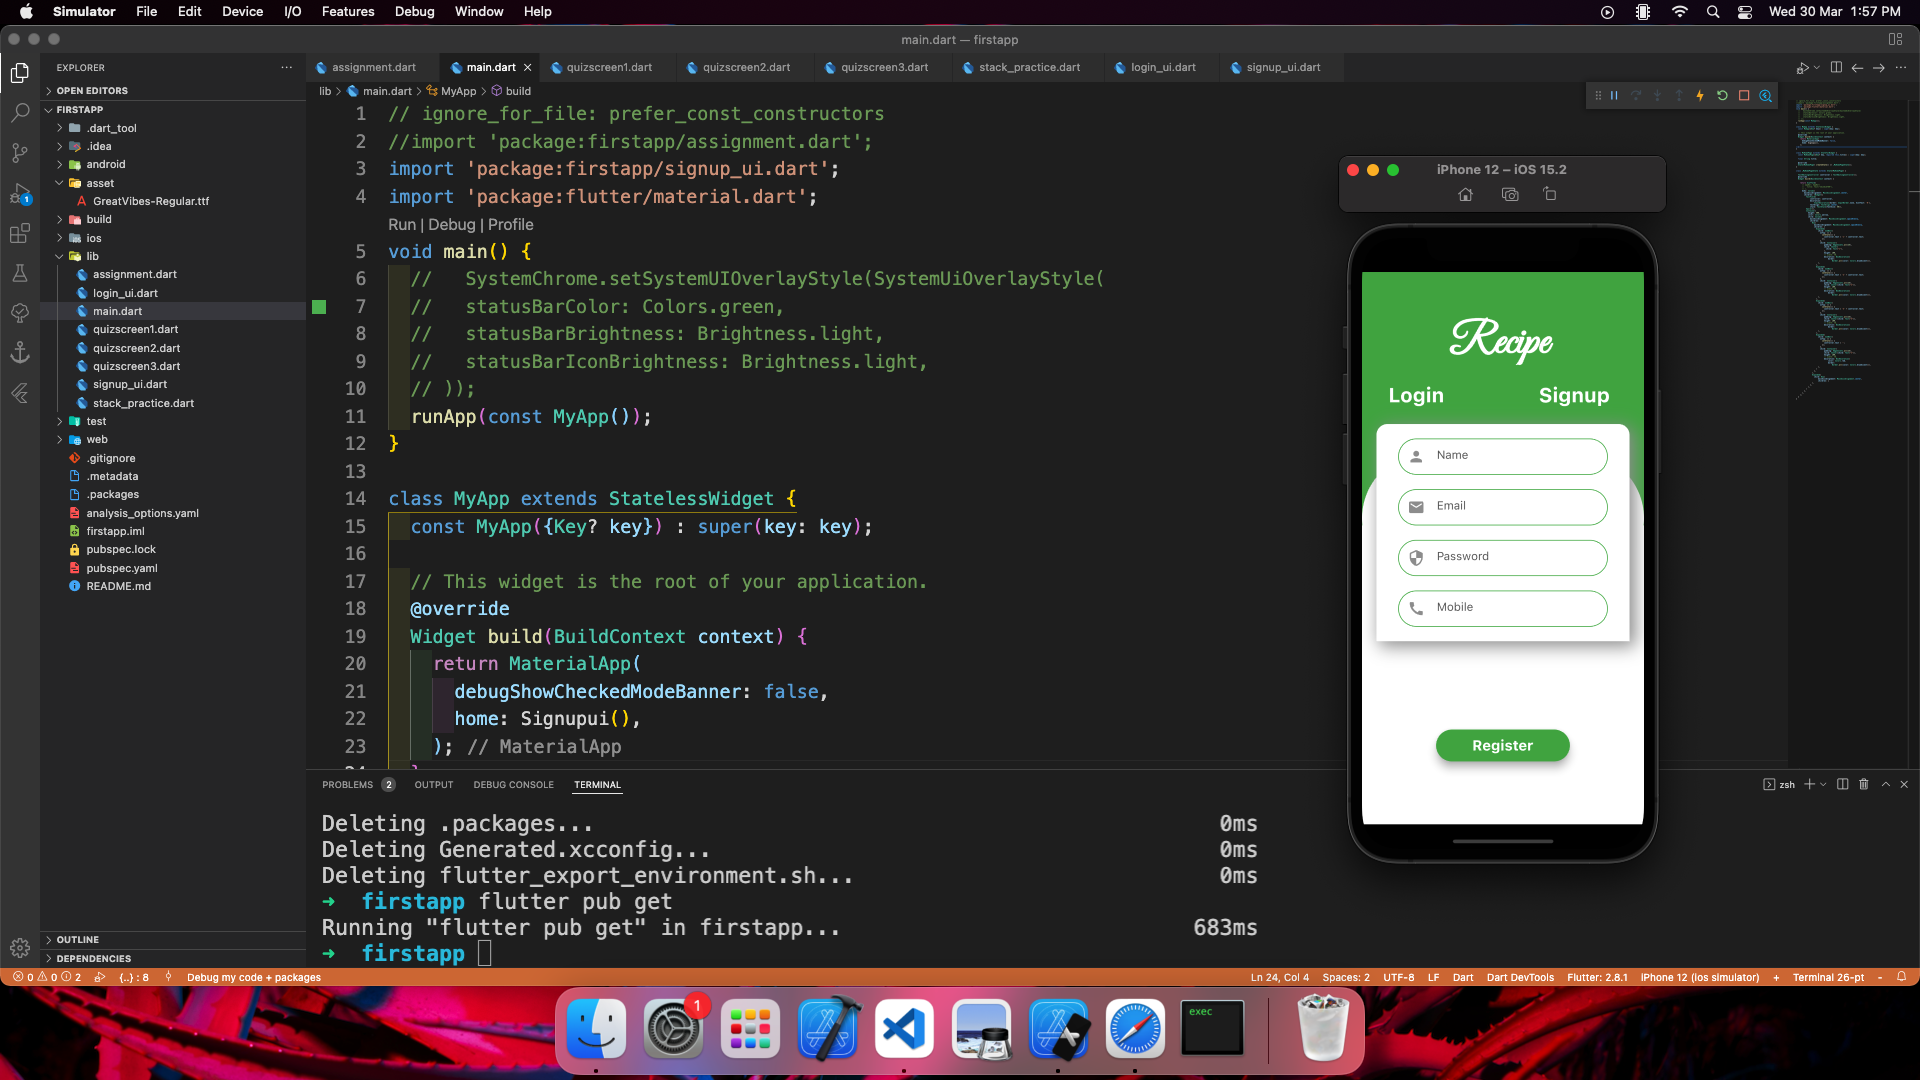 Simulator File Edit Device I/O Features Debug Window Help Wed 30 Mar 1:57 PM
main.dart — firstapp
EXPLORER
OPEN EDITORS
FIRSTAPP
.dart_tool
.idea
android
asset
GreatVibes-Regular.ttf
build
ios
lib
assignment.dart
login_ui.dart
main.dart
quizscreen1.dart
quizscreen2.dart
quizscreen3.dart
signup_ui.dart
stack_practice.dart
test
web
.gitignore
.metadata
.packages
analysis_options.yaml
firstapp.iml
pubspec.lock
pubspec.yaml
README.md
OUTLINE
DEPENDENCIES
1
assignment.dart main.dart quizscreen1.dart quizscreen2.dart quizscreen3.dart stack_practice.dart login_ui.dart signup_ui.dart
lib > main.dart > MyApp > build
1 // ignore_for_file: prefer_const_constructors
2 //import 'package:firstapp/assignment.dart';
3 import 'package:firstapp/signup_ui.dart';
4 import 'package:flutter/material.dart';
Run | Debug | Profile
5 void main() {
6 // SystemChrome.setSystemUIOverlayStyle(SystemUiOverlayStyle(
7 // statusBarColor: Colors.green,
8 // statusBarBrightness: Brightness.light,
9 // statusBarIconBrightness: Brightness.light,
10 // ));
11 runApp(const MyApp());
12 }
13
14 class MyApp extends StatelessWidget {
15 const MyApp({Key? key}) : super(key: key);
16
17 // This widget is the root of your application.
18 @override
19 Widget build(BuildContext context) {
20 return MaterialApp(
21 debugShowCheckedModeBanner: false,
22 home: Signupui(),
23 ); // MaterialApp
iPhone 12 – iOS 15.2
Recipe
Login Signup
Name
Email
Password
Mobile
Register
PROBLEMS 2 OUTPUT DEBUG CONSOLE TERMINAL zsh
Deleting .packages... 0ms
Deleting Generated.xcconfig... 0ms
Deleting flutter_export_environment.sh... 0ms
➜ firstapp flutter pub get
Running "flutter pub get" in firstapp... 683ms
➜ firstapp
0 0 2 {..} : 8 Debug my code + packages Ln 24, Col 4 Spaces: 2 UTF-8 LF Dart Dart DevTools Flutter: 2.8.1 iPhone 12 (ios simulator) + Terminal 26-pt -
1
exec